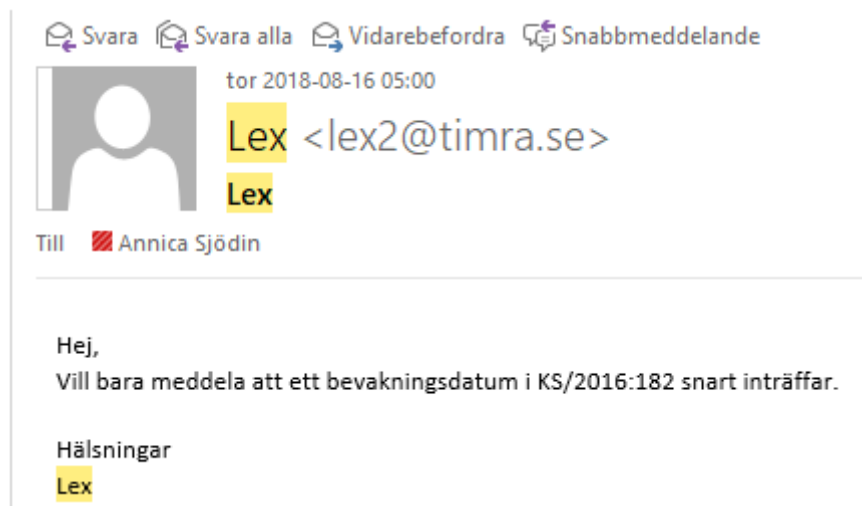 Svara Svara alla Vidarebefordra Snabbmeddelande
tor 2018-08-16 05:00
Lex <lex2@timra.se>
Lex
Till Annica Sjödin
Hej,
Vill bara meddela att ett bevakningsdatum i KS/2016:182 snart inträffar.
Hälsningar
Lex